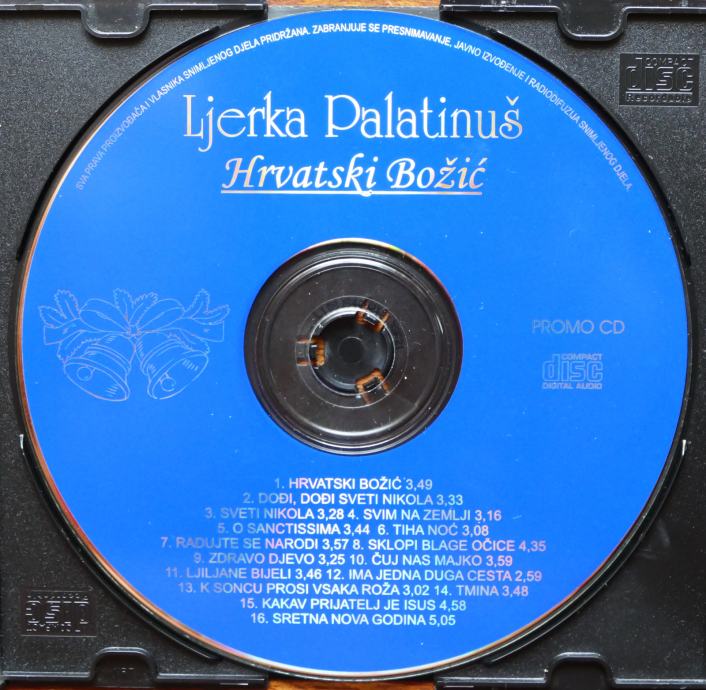 SVA PRAVA PROIZVOĐAČA I VLASNIKA SNIMLJENOG DJELA PRIDRŽANA. ZABRANJUJE SE PRESNIMAVANJE, JAVNO IZVOĐENJE I RADIODIFUZIJA SNIMLJENOG DJELA.
COMPACT
disc
Recordable
Ljerka Palatinuš
Hrvatski Božić
PROMO CD
COMPACT
disc
DIGITAL AUDIO
1. HRVATSKI BOŽIĆ 3,49
2. DOĐI, DOĐI SVETI NIKOLA 3,33
3. SVETI NIKOLA 3,28 4. SVIM NA ZEMLJI 3,16
5. O SANCTISSIMA 3,44 6. TIHA NOĆ 3,08
7. RADUJTE SE NARODI 3,57 8. SKLOPI BLAGE OČICE 4,35
9. ZDRAVO DJEVO 3,25 10. ČUJ NAS MAJKO 3,59
11. LJILJANE BIJELI 3,46 12. IMA JEDNA DUGA CESTA 2,59
13. K SONCU PROSI VSAKA ROŽA 3,02 14. TMINA 3,48
15. KAKAV PRIJATELJ JE ISUS 4,58
16. SRETNA NOVA GODINA 5,05